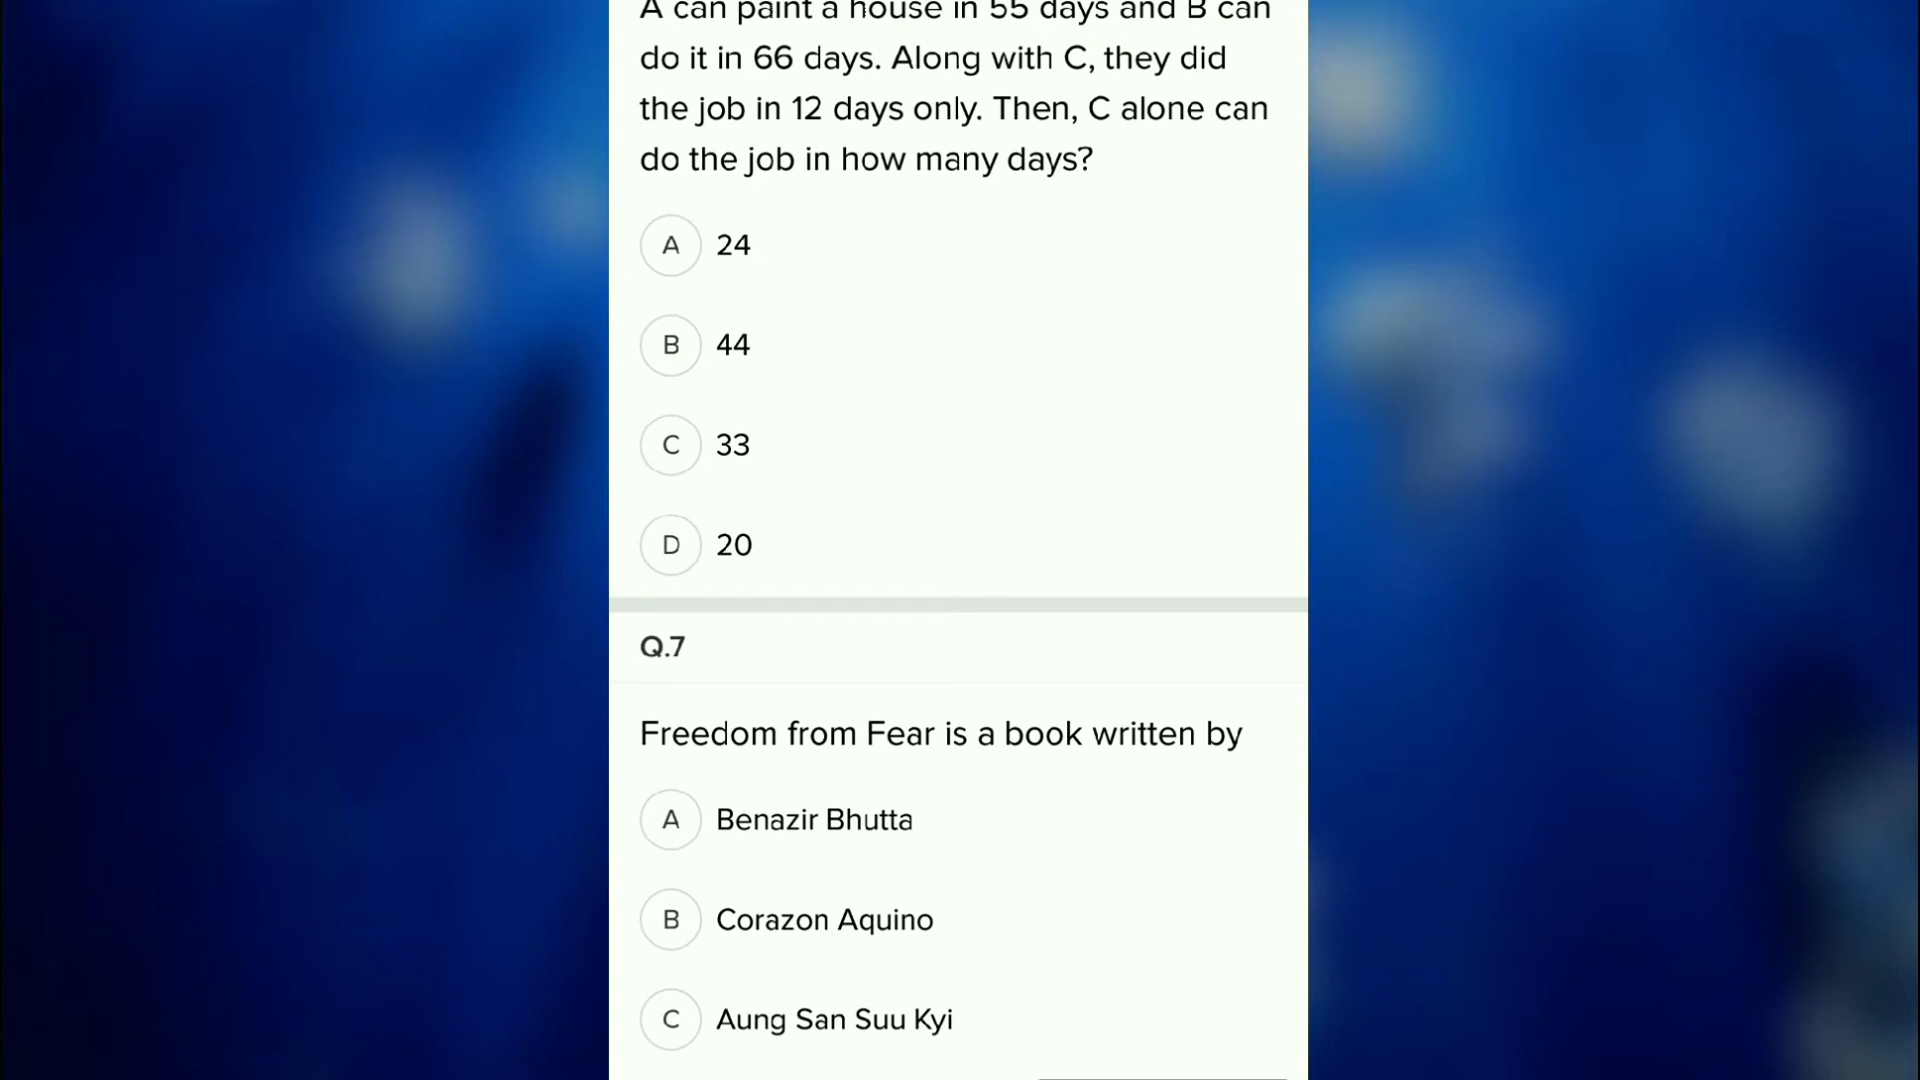 A can paint a house in 55 days and B can
do it in 66 days. Along with C, they did
the job in 12 days only. Then, C alone can
do the job in how many days?
A 24
B 44
C 33
D 20
Q.7
Freedom from Fear is a book written by
A Benazir Bhutta
B Corazon Aquino
C Aung San Suu Kyi